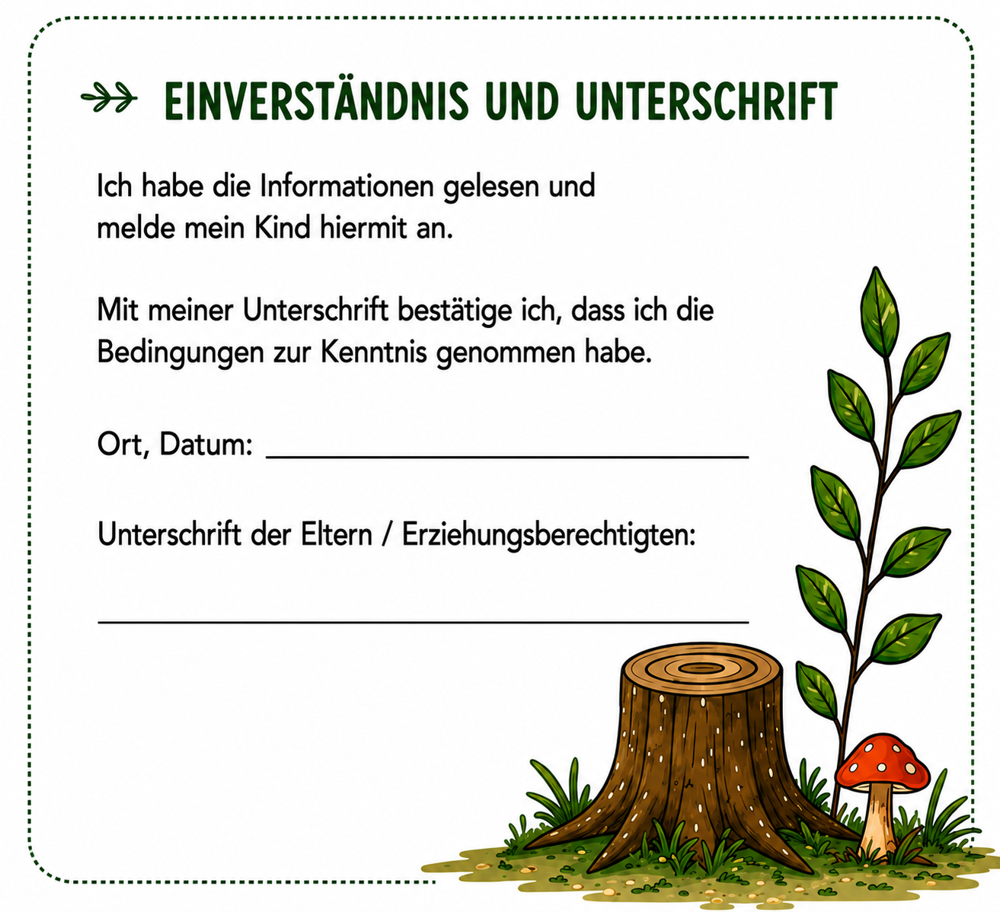 EINVERSTÄNDNIS UND UNTERSCHRIFT
Ich habe die Informationen gelesen und
melde mein Kind hiermit an.
Mit meiner Unterschrift bestätige ich, dass ich die
Bedingungen zur Kenntnis genommen habe.
Ort, Datum:
Unterschrift der Eltern / Erziehungsberechtigten: